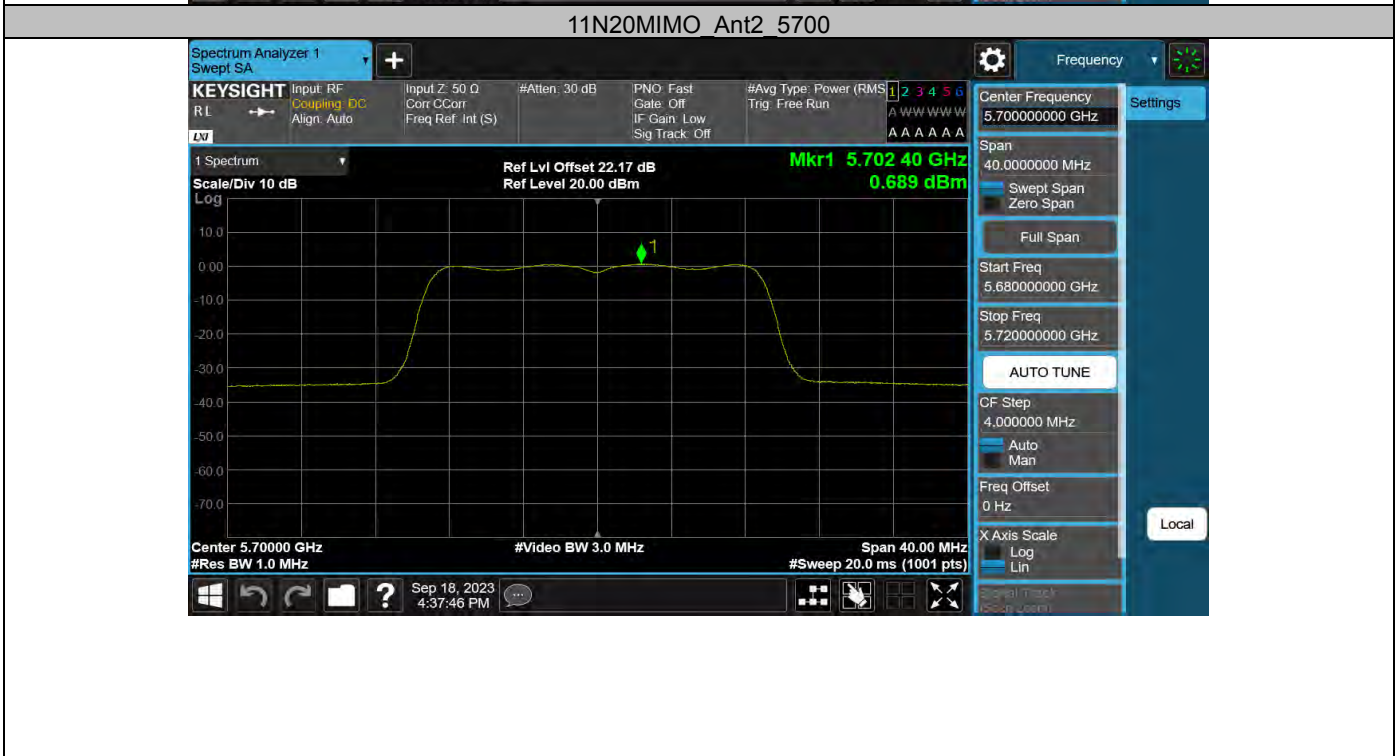 11N20MIMO_Ant2_5700
Spectrum Analyzer 1
Swept SA
Frequency
KEYSIGHT
RL
LXI
Input: RF
Coupling: DC
Align: Auto
Input Z: 50 Ω
Corr CCorr
Freq Ref: Int (S)
#Atten: 30 dB
PNO: Fast
Gate: Off
IF Gain: Low
Sig Track: Off
#Avg Type: Power (RMS
Trig: Free Run
1 2 3 4 5 6
A W W W W W
A A A A A A
1 Spectrum
Scale/Div 10 dB
Log
Ref Lvl Offset 22.17 dB
Ref Level 20.00 dBm
Mkr1 5.702 40 GHz
0.689 dBm
1
10.0
0.00
-10.0
-20.0
-30.0
-40.0
-50.0
-60.0
-70.0
Center 5.70000 GHz
#Res BW 1.0 MHz
#Video BW 3.0 MHz
Span 40.00 MHz
#Sweep 20.0 ms (1001 pts)
Center Frequency
5.700000000 GHz
Settings
Span
40.0000000 MHz
Swept Span
Zero Span
Full Span
Start Freq
5.680000000 GHz
Stop Freq
5.720000000 GHz
AUTO TUNE
CF Step
4.000000 MHz
Auto
Man
Freq Offset
0 Hz
X Axis Scale
Log
Lin
Signal Track
(Span Zoom)
Local
?
Sep 18, 2023
4:37:46 PM